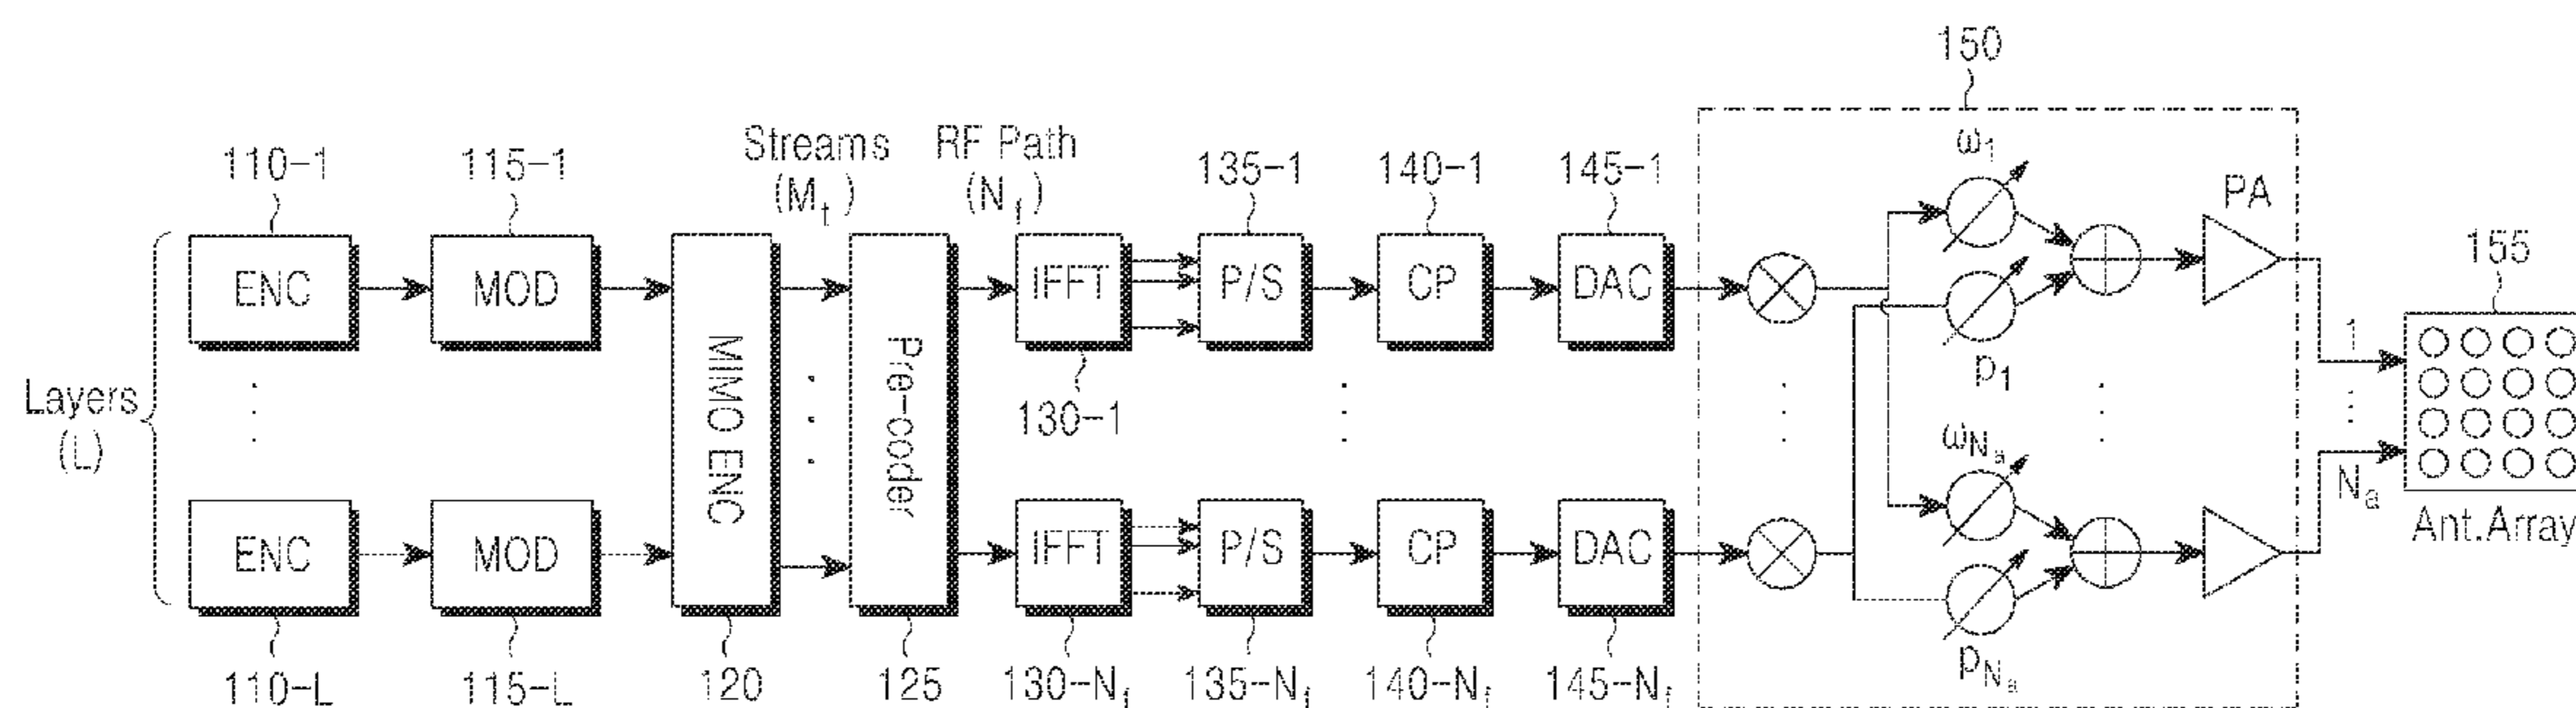 150
Streams
(Mt)
RF Path
(Nf)
ω1
110-1
115-1
135-1
140-1
145-1
PA
155
ENC
MOD
IFFT
P/S
CP
DAC
1
Layers
(L)
MIMO ENC
Pre-coder
130-1
p1
ωNa
Na
ENC
MOD
IFFT
P/S
CP
DAC
Ant.Array
110-L
115-L
120
125
130-Nf
135-Nf
140-Nf
145-Nf
pNa